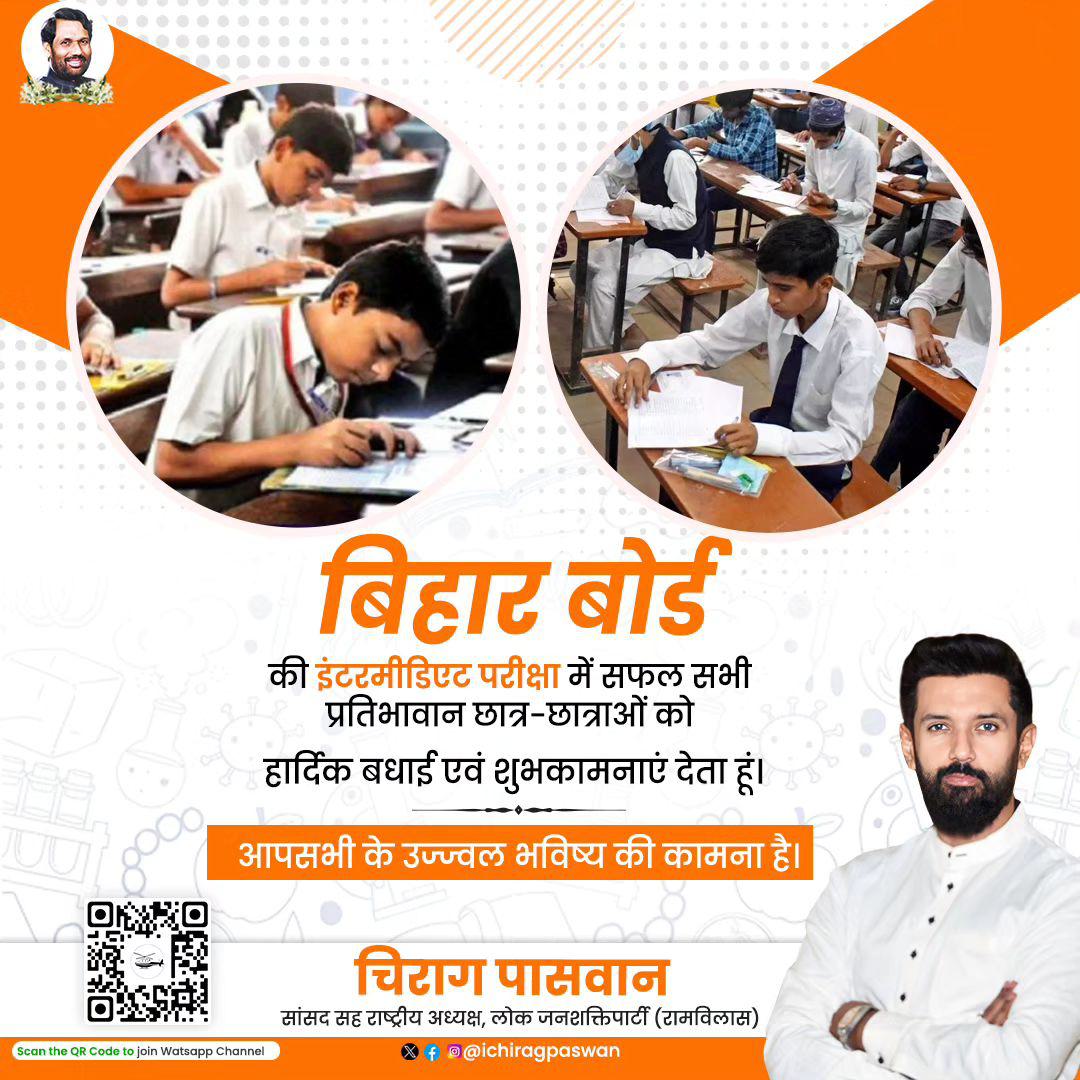 बिहार बोर्ड
की इंटरमीडिएट परीक्षा में सफल सभी
प्रतिभावान छात्र-छात्राओं को
हार्दिक बधाई एवं शुभकामनाएं देता हूं।
आपसभी के उज्ज्वल भविष्य की कामना है।
चिराग पासवान
सांसद सह राष्ट्रीय अध्यक्ष, लोक जनशक्तिपार्टी (रामविलास)
Scan the QR Code to join Watsapp Channel
@ichiragpaswan